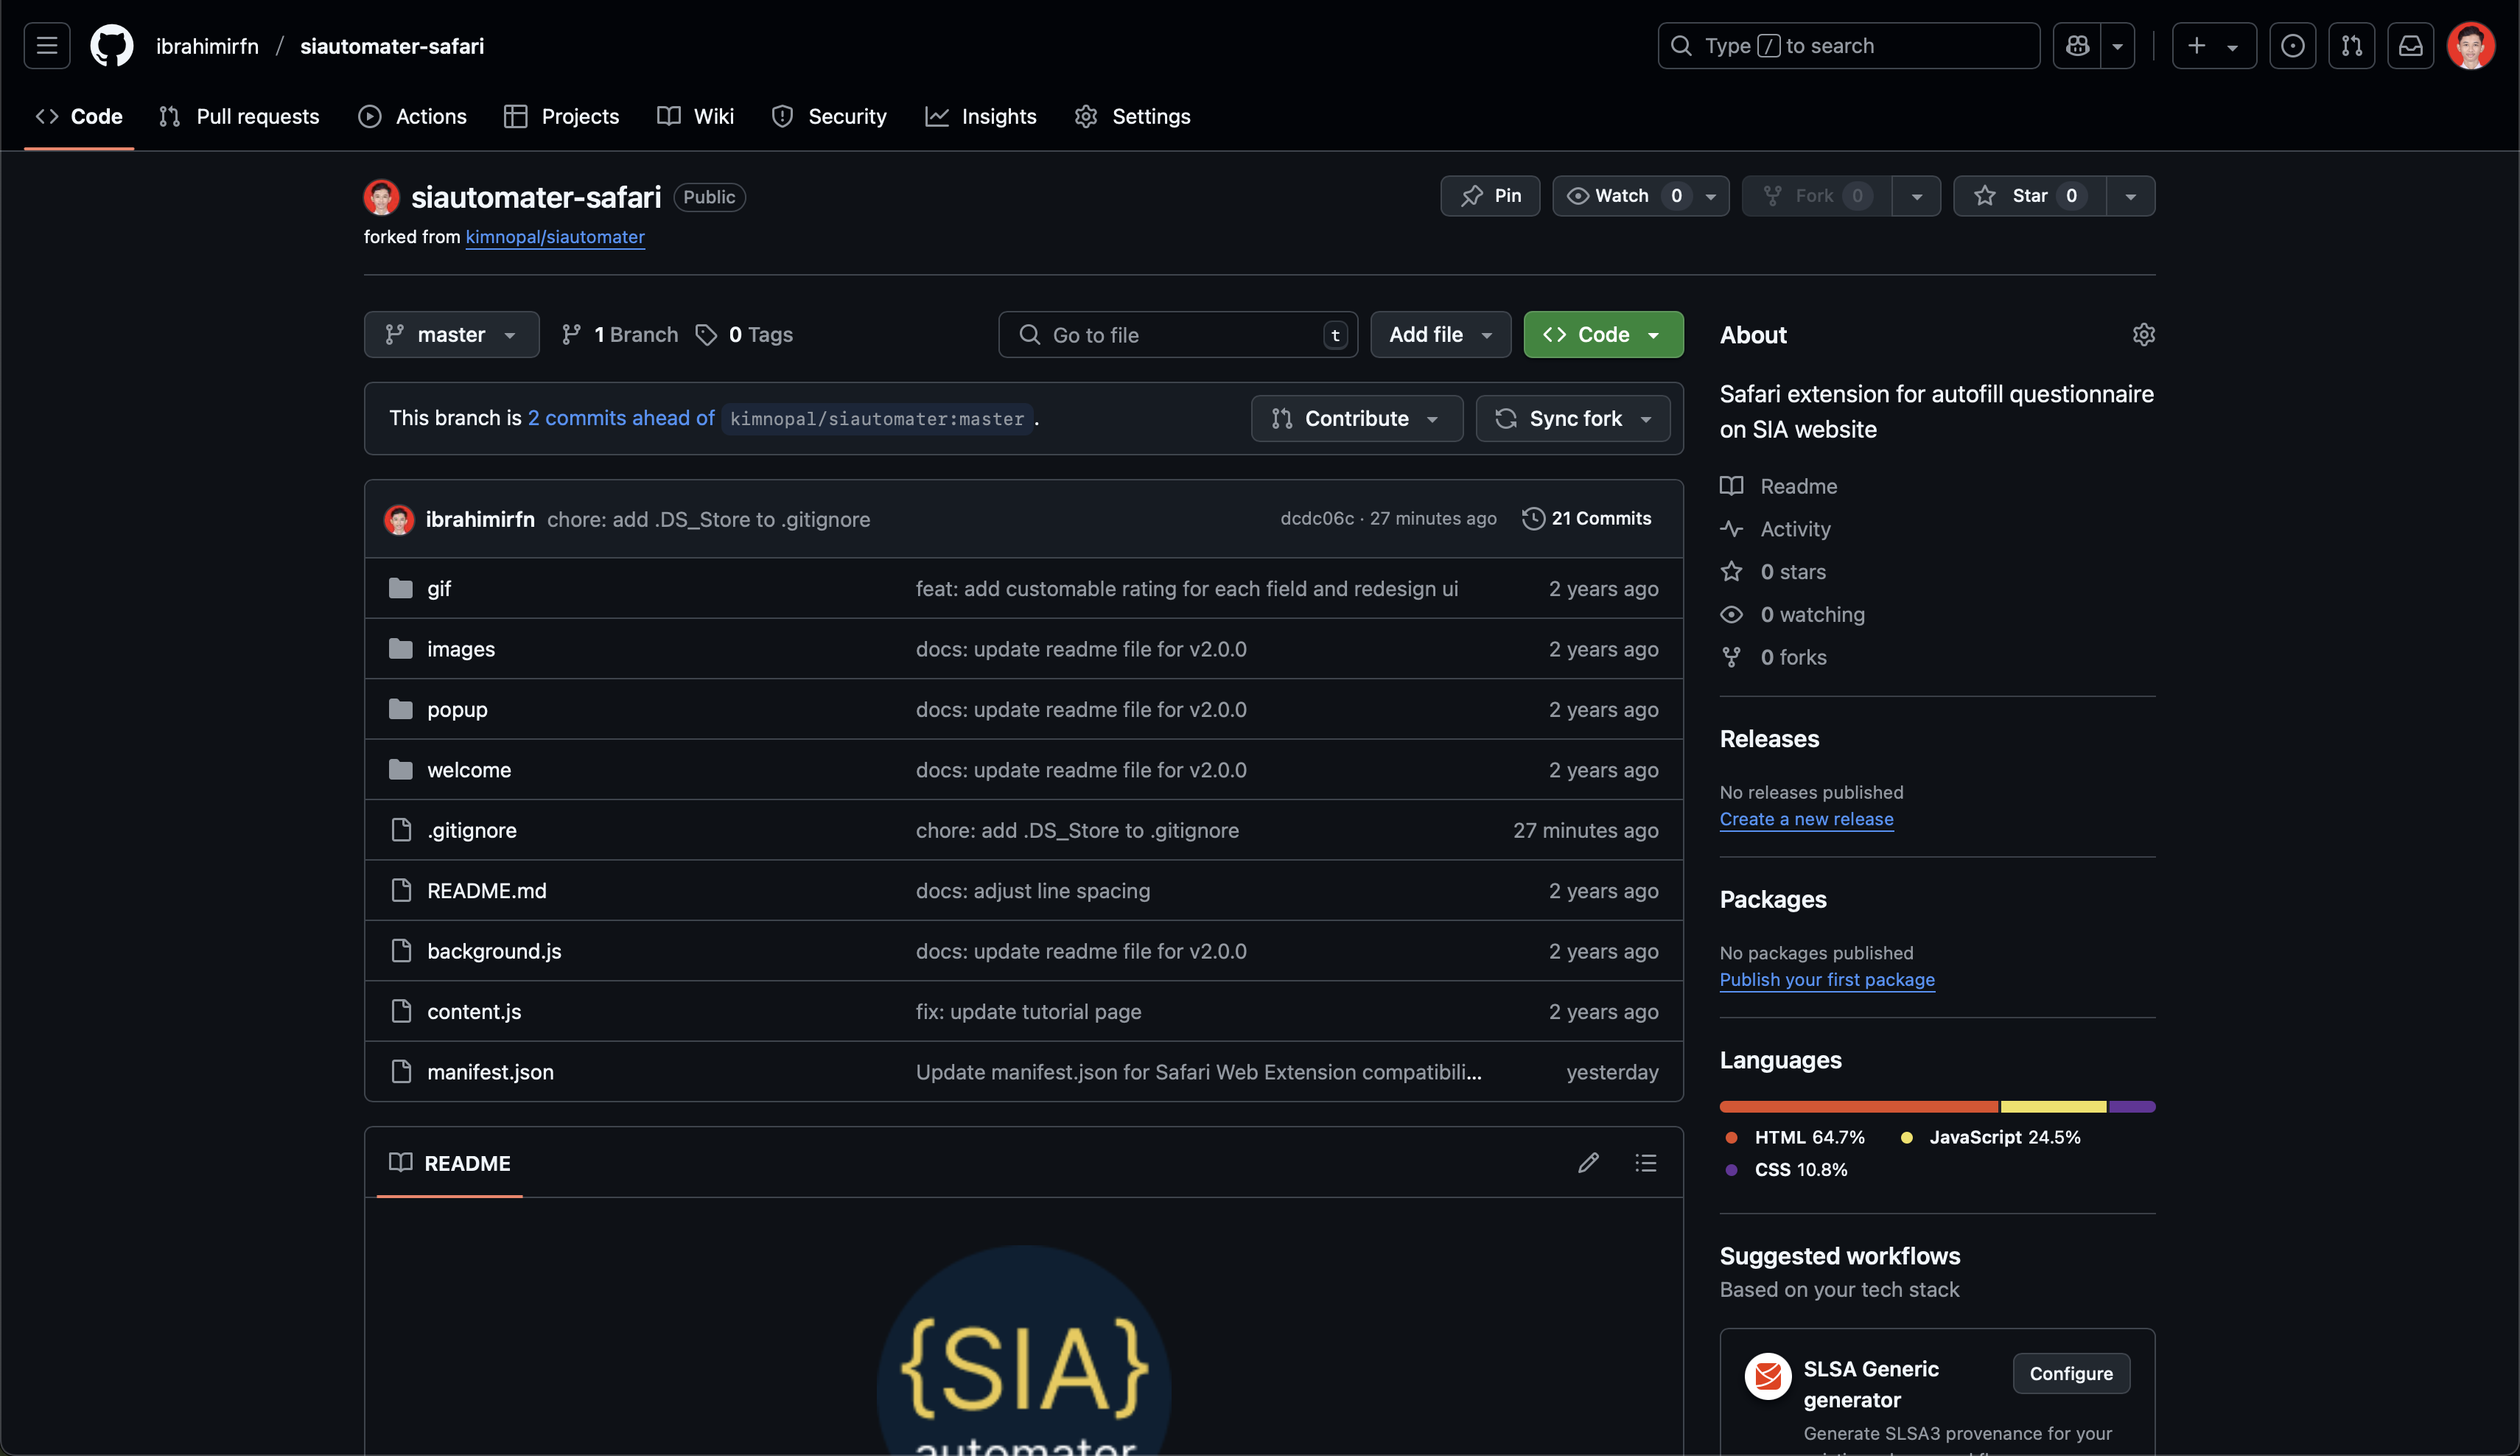 ibrahimirfn / siautomater-safari
Type / to search
Code Pull requests Actions Projects Wiki Security Insights Settings
siautomater-safari Public
Pin Watch 0 Fork 0 Star 0
forked from kimnopal/siautomater
master 1 Branch 0 Tags
Go to file t Add file Code
This branch is 2 commits ahead of kimnopal/siautomater:master.
Contribute Sync fork
ibrahimirfn chore: add .DS_Store to .gitignore dcdc06c · 27 minutes ago 21 Commits
gif feat: add customable rating for each field and redesign ui 2 years ago
images docs: update readme file for v2.0.0 2 years ago
popup docs: update readme file for v2.0.0 2 years ago
welcome docs: update readme file for v2.0.0 2 years ago
.gitignore chore: add .DS_Store to .gitignore 27 minutes ago
README.md docs: adjust line spacing 2 years ago
background.js docs: update readme file for v2.0.0 2 years ago
content.js fix: update tutorial page 2 years ago
manifest.json Update manifest.json for Safari Web Extension compatibili... yesterday
README
{SIA}
automater
About
Safari extension for autofill questionnaire
on SIA website
Readme
Activity
0 stars
0 watching
0 forks
Releases
No releases published
Create a new release
Packages
No packages published
Publish your first package
Languages
HTML 64.7% JavaScript 24.5%
CSS 10.8%
Suggested workflows
Based on your tech stack
SLSA Generic
generator
Configure
Generate SLSA3 provenance for your